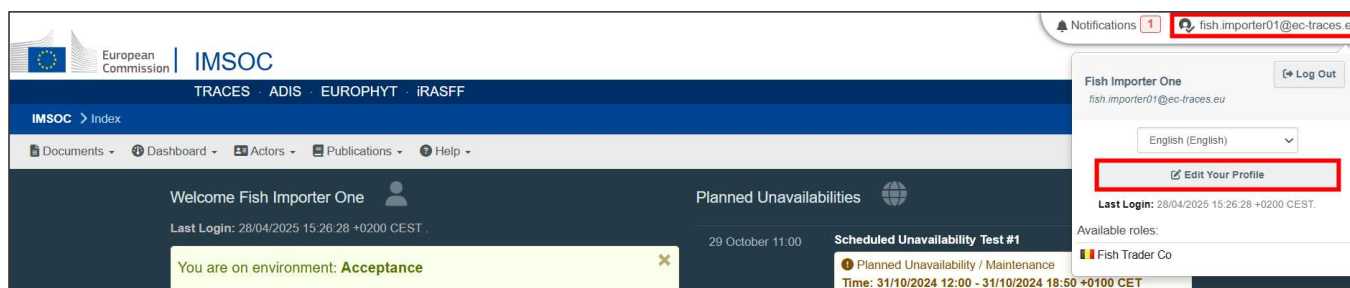 Notifications 1 fish.importer01@ec-traces.e
European
Commission
IMSOC
TRACES · ADIS · EUROPHYT · iRASFF
IMSOC > Index
Documents Dashboard Actors Publications Help
Fish Importer One
Log Out
fish.importer01@ec-traces.eu
English (English)
Edit Your Profile
Last Login: 28/04/2025 15:26:28 +0200 CEST.
Available roles:
Fish Trader Co
Welcome Fish Importer One
Last Login: 28/04/2025 15:26:28 +0200 CEST .
You are on environment: Acceptance
Planned Unavailabilities
29 October 11:00
Scheduled Unavailability Test #1
Planned Unavailability / Maintenance
Time: 31/10/2024 12:00 - 31/10/2024 18:50 +0100 CET